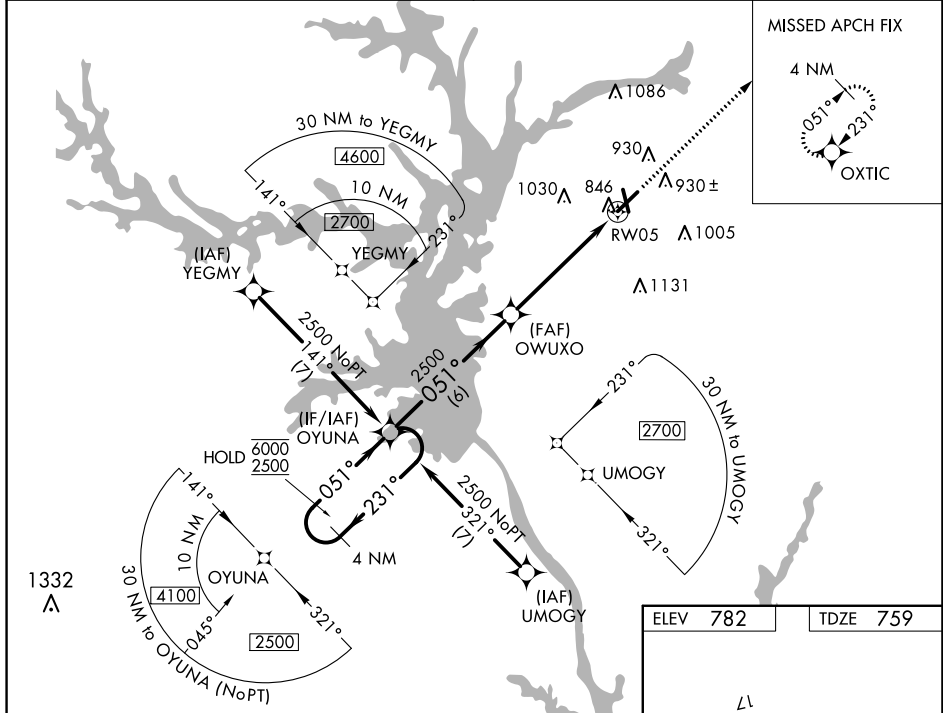 MISSED APCH FIX
4 NM
051°
231°
OXTIC
1086
30 NM to YEGMY
4600
141°
10 NM
2700
231°
YEGMY
930
1030
846
930±
RW05
1005
1131
(IAF)
YEGMY
2500 NoPT
141°
(7)
(FAF)
OWUXO
2500
051°
(6)
(IF/IAF)
OYUNA
HOLD
6000
2500
051°
231°
4 NM
2500 NoPT
321°
(7)
(IAF)
UMOGY
231°
30 NM to UMOGY
2700
UMOGY
321°
141°
10 NM
OYUNA
4100
045°
2500
321°
30 NM to OYUNA (NoPT)
1332
ELEV 782
TDZE 759
17